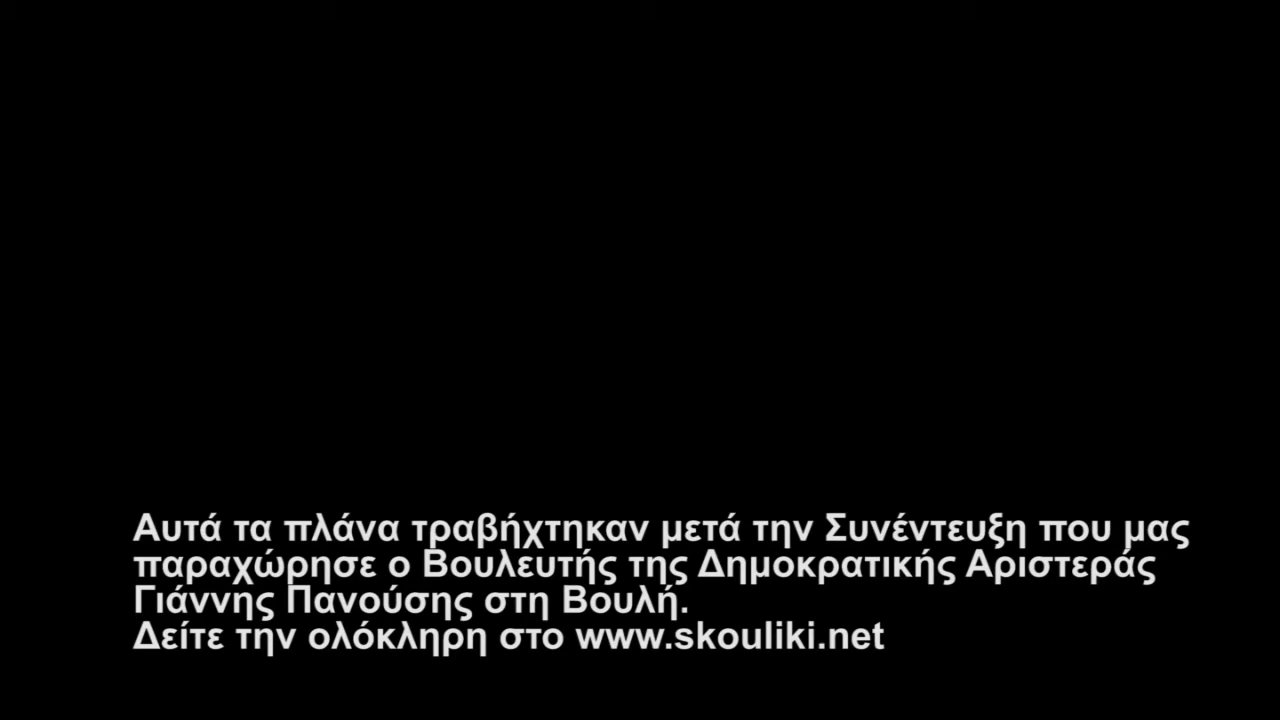 Αυτά τα πλάνα τραβήχτηκαν μετά την Συνέντευξη που μας
παραχώρησε ο Βουλευτής της Δημοκρατικής Αριστεράς
Γιάννης Πανούσης στη Βουλή.
Δείτε την ολόκληρη στο www.skouliki.net